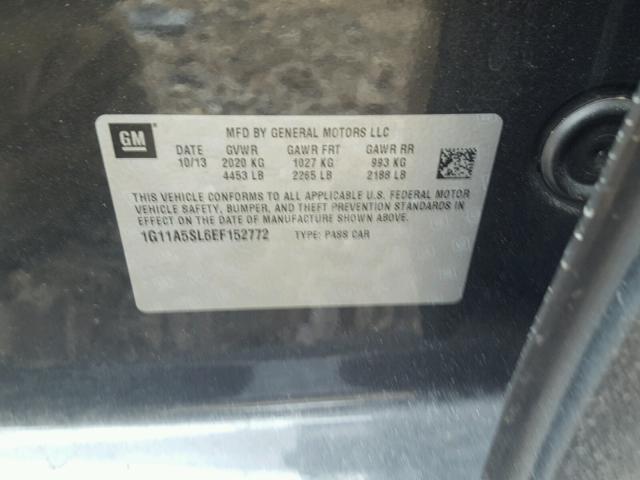 GM
MFD BY GENERAL MOTORS LLC
DATE GVWR GAWR FRT GAWR RR
10/13 2020 KG 1027 KG 993 KG
4453 LB 2265 LB 2188 LB
THIS VEHICLE CONFORMS TO ALL APPLICABLE U.S. FEDERAL MOTOR
VEHICLE SAFETY, BUMPER, AND THEFT PREVENTION STANDARDS IN
EFFECT ON THE DATE OF MANUFACTURE SHOWN ABOVE.
1G11A5SL6EF152772 TYPE: PASS CAR